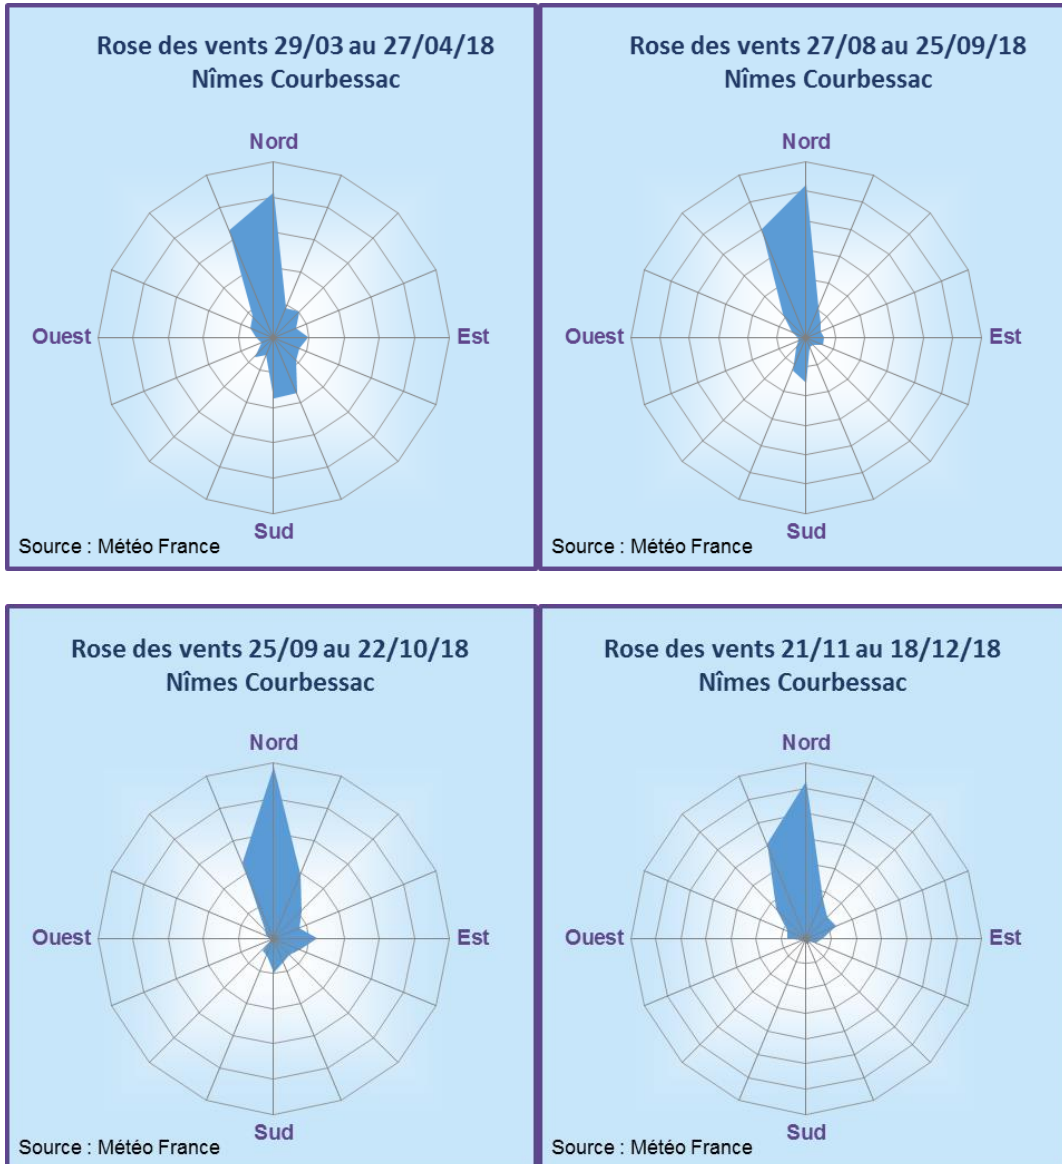 Rose des vents 29/03 au 27/04/18
Nîmes Courbessac
Nord
Ouest
Est
Sud
Source : Météo France
Rose des vents 27/08 au 25/09/18
Nîmes Courbessac
Nord
Ouest
Est
Sud
Source : Météo France
Rose des vents 25/09 au 22/10/18
Nîmes Courbessac
Nord
Ouest
Est
Sud
Source : Météo France
Rose des vents 21/11 au 18/12/18
Nîmes Courbessac
Nord
Ouest
Est
Sud
Source : Météo France